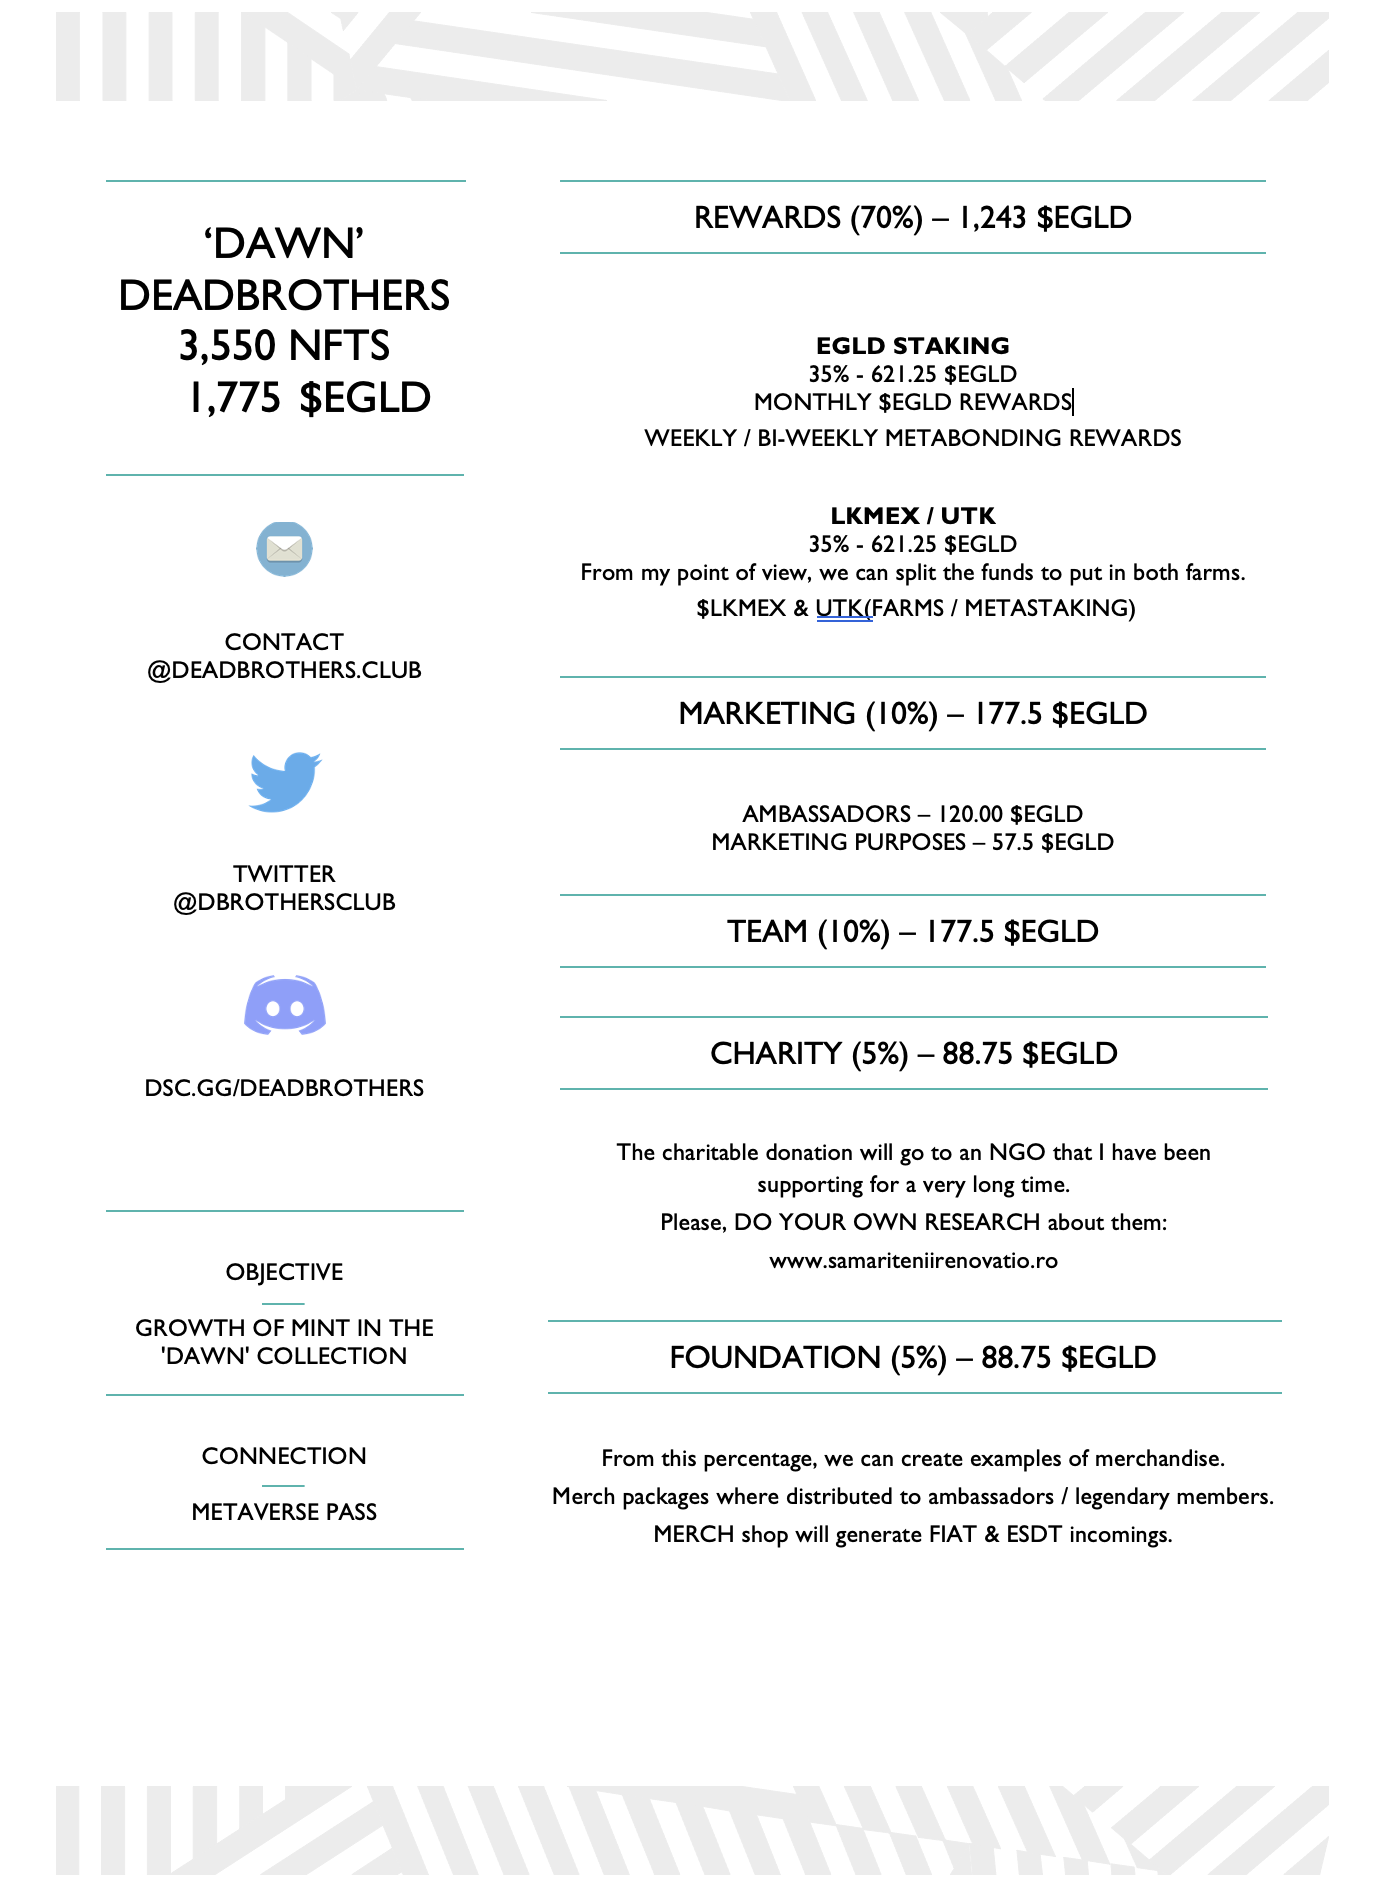 ‘DAWN’
DEADBROTHERS
3,550 NFTS
1,775 $EGLD
CONTACT
@DEADBROTHERS.CLUB
TWITTER
@DBROTHERSCLUB
DSC.GG/DEADBROTHERS
OBJECTIVE
GROWTH OF MINT IN THE
'DAWN' COLLECTION
CONNECTION
METAVERSE PASS
REWARDS (70%) – 1,243 $EGLD
EGLD STAKING
35% - 621.25 $EGLD
MONTHLY $EGLD REWARDS
WEEKLY / BI-WEEKLY METABONDING REWARDS
LKMEX / UTK
35% - 621.25 $EGLD
From my point of view, we can split the funds to put in both farms.
$LKMEX & UTK(FARMS / METASTAKING)
MARKETING (10%) – 177.5 $EGLD
AMBASSADORS – 120.00 $EGLD
MARKETING PURPOSES – 57.5 $EGLD
TEAM (10%) – 177.5 $EGLD
CHARITY (5%) – 88.75 $EGLD
The charitable donation will go to an NGO that I have been
supporting for a very long time.
Please, DO YOUR OWN RESEARCH about them:
www.samariteniirenovatio.ro
FOUNDATION (5%) – 88.75 $EGLD
From this percentage, we can create examples of merchandise.
Merch packages where distributed to ambassadors / legendary members.
MERCH shop will generate FIAT & ESDT incomings.